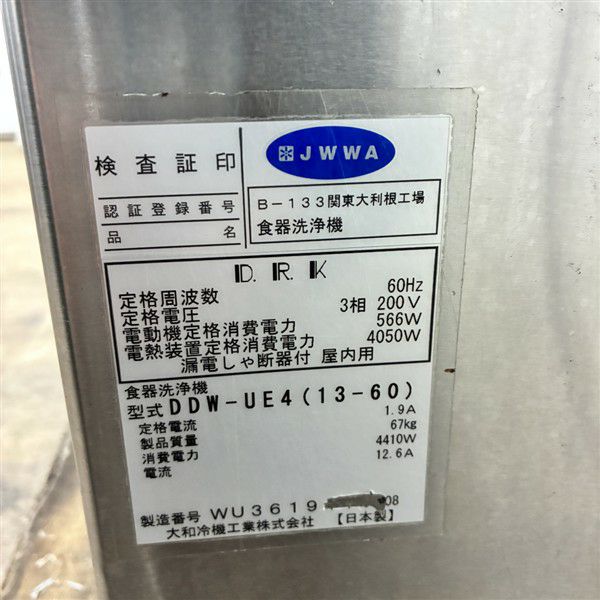 検査証印
JWWA
認証登録番号
B-133関東大利根工場
品名
食器洗浄機
D.R.K
定格周波数 60Hz
定格電圧 3相 200V
電動機定格消費電力 566W
電熱装置定格消費電力 4050W
漏電しゃ断器付 屋内用
食器洗浄機
型式 DDW-UE4(13-60)
定格電流 1.9A
製品質量 67kg
消費電力 4410W
電流 12.6A
製造番号 WU3619 08
大和冷機工業株式会社 【日本製】